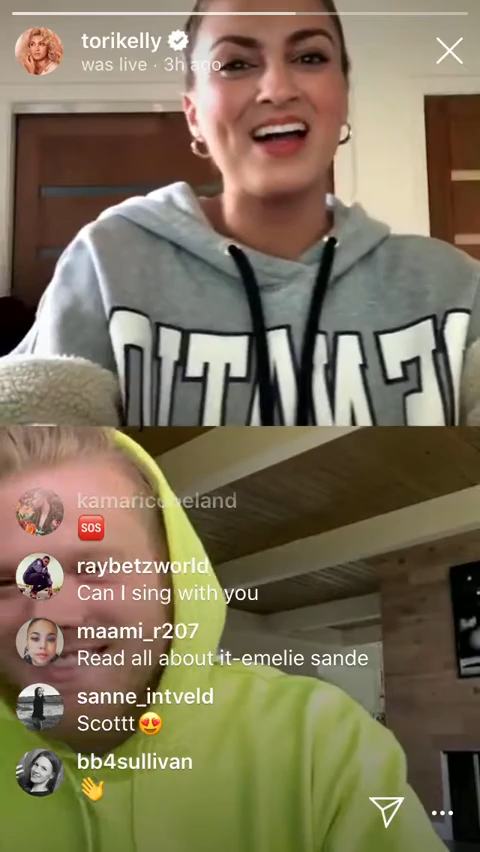 torikelly
was live · 3h ago
kamaricopeland
🆘
raybetzworld
Can I sing with you
maami_r207
Read all about it-emelie sande
sanne_intveld
Scottt😍
bb4sullivan
👋